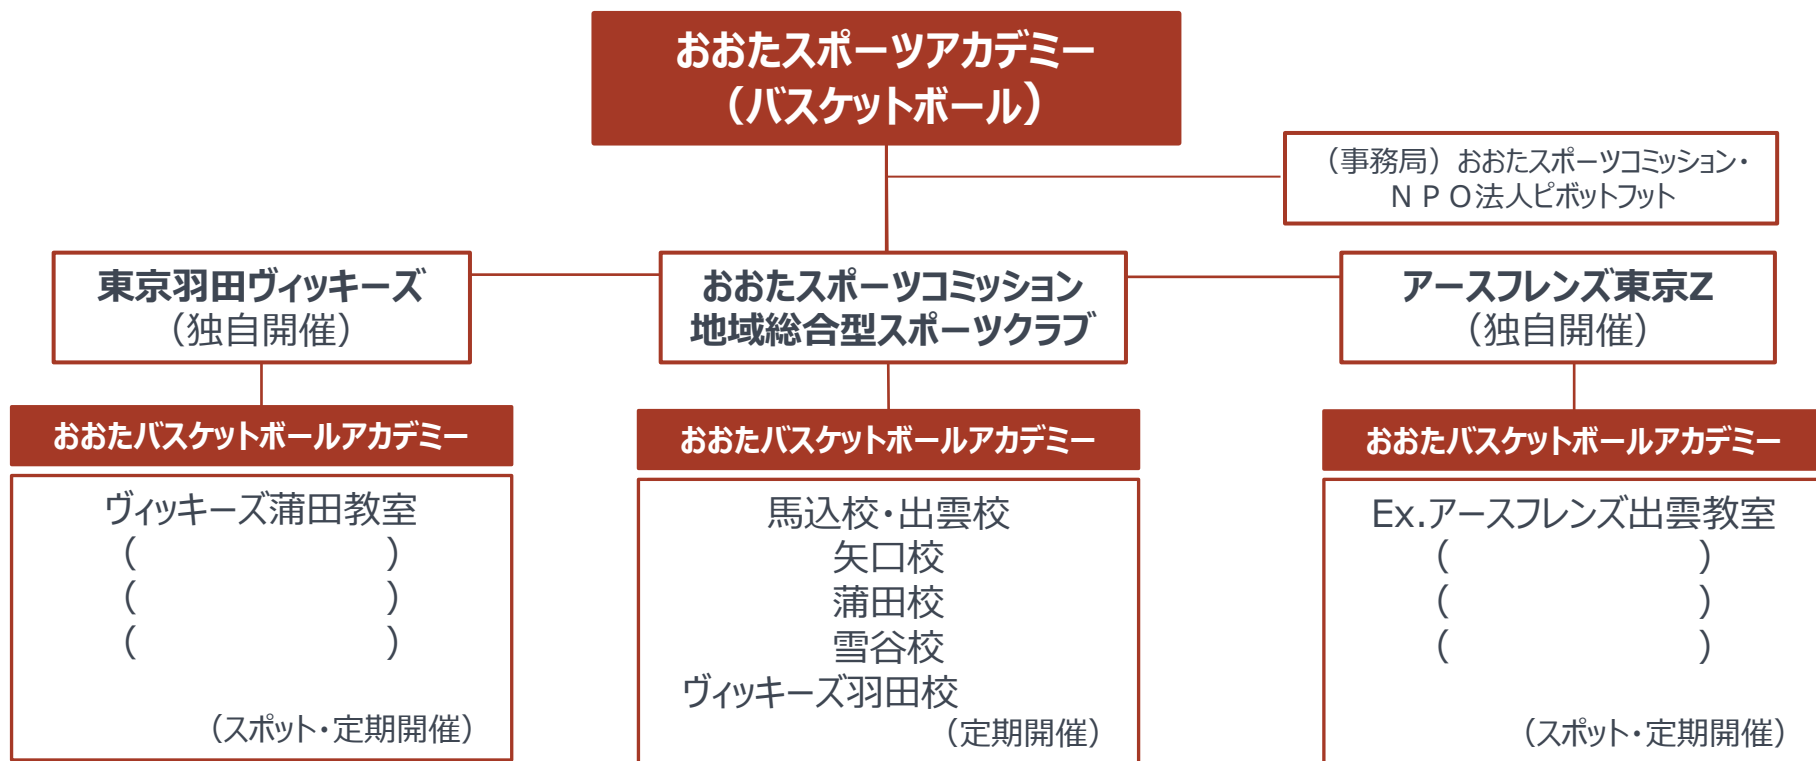 おおたスポーツアカデミー
（バスケットボール）
（事務局）おおたスポーツコミッション・
ＮＰＯ法人ピボットフット
東京羽田ヴィッキーズ
（独自開催）
おおたスポーツコミッション
地域総合型スポーツクラブ
アースフレンズ東京Z
（独自開催）
おおたバスケットボールアカデミー
ヴィッキーズ蒲田教室
（　　　　　　　）
（　　　　　　　）
（　　　　　　　）
（スポット・定期開催）
おおたバスケットボールアカデミー
馬込校・出雲校
矢口校
蒲田校
雪谷校
ヴィッキーズ羽田校
（定期開催）
おおたバスケットボールアカデミー
Ex.アースフレンズ出雲教室
（　　　　　　　）
（　　　　　　　）
（　　　　　　　）
（スポット・定期開催）